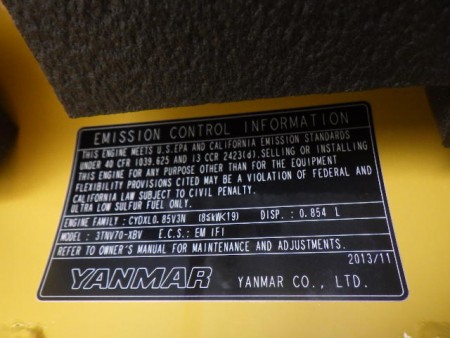 EMISSION CONTROL INFORMATION
THIS ENGINE MEETS U.S.EPA AND CALIFORNIA EMISSION STANDARDS
UNDER 40 CFR 1039.625 AND 13 CCR 2423(d).SELLING OR INSTALLING
THIS ENGINE FOR ANY PURPOSE OTHER THAN FOR THE EQUIPMENT
FLEXIBILITY PROVISIONS CITED MAY BE A VIOLATION OF FEDERAL AND
CALIFORNIA LAW SUBJECT TO CIVIL PENALTY.
ULTRA LOW SULFUR FUEL ONLY.
ENGINE FAMILY : CYDXL0.85V3N (8≤kW<19) DISP. : 0.854 L
MODEL : 3TNV70-XBV E.C.S.: EM IFI
REFER TO OWNER'S MANUAL FOR MAINTENANCE AND ADJUSTMENTS.
2013/11
YANMAR YANMAR CO., LTD.